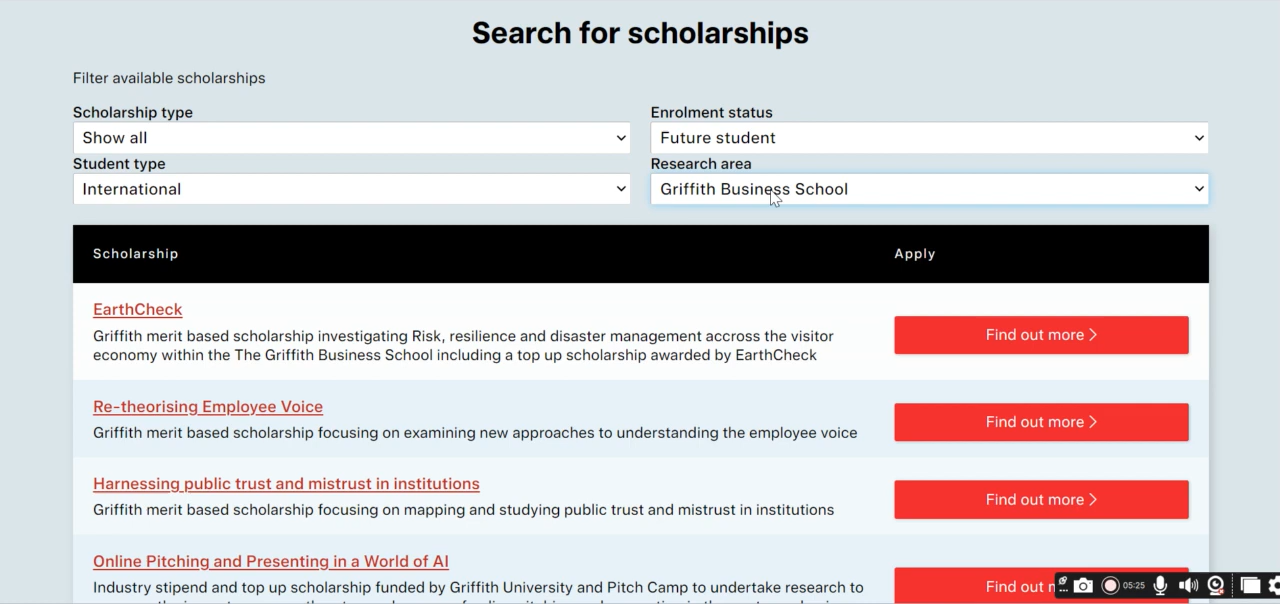 Search for scholarships
Filter available scholarships
Scholarship type
Enrolment status
Show all
Future student
Student type
Research area
International
Griffith Business School
Scholarship
Apply
EarthCheck
Griffith merit based scholarship investigating Risk, resilience and disaster management accross the visitor
economy within the The Griffith Business School including a top up scholarship awarded by EarthCheck
Find out more >
Re-theorising Employee Voice
Griffith merit based scholarship focusing on examining new approaches to understanding the employee voice
Find out more >
Harnessing public trust and mistrust in institutions
Griffith merit based scholarship focusing on mapping and studying public trust and mistrust in institutions
Find out more >
Online Pitching and Presenting in a World of AI
Industry stipend and top up scholarship funded by Griffith University and Pitch Camp to undertake research to
Find out
05:25